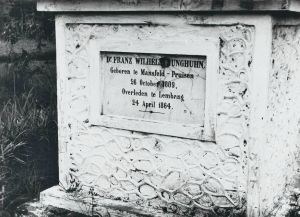 Dr. FRANZ WILHELM JUNGHUHN.
Geboren te Mansfeld - Pruisen
26 October 1809.
Overleden te Lembang
24 April 1864.